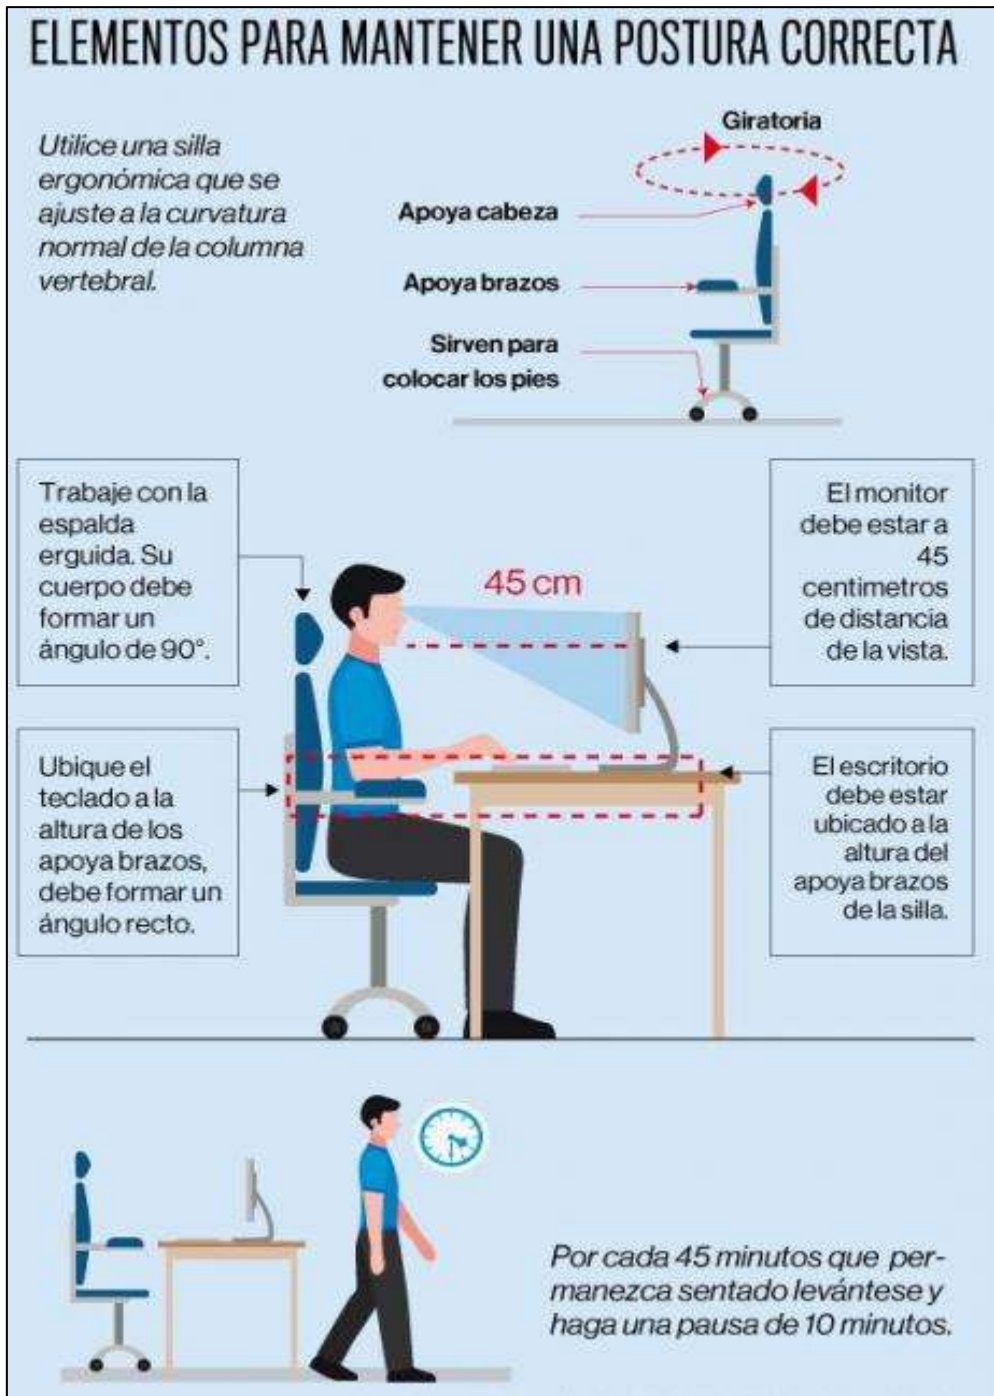 ELEMENTOS PARA MANTENER UNA POSTURA CORRECTA
Utilice una silla
ergonómica que se
ajuste a la curvatura
normal de la columna
vertebral.
Giratoria
Apoya cabeza
Apoya brazos
Sirven para
colocar los pies
Trabaje con la
espalda
erguida. Su
cuerpo debe
formar un
ángulo de 90°.
45 cm
El monitor
debe estar a
45
centimetros
de distancia
de la vista.
Ubique el
teclado a la
altura de los
apoya brazos,
debe formar un
ángulo recto.
El escritorio
debe estar
ubicado a la
altura del
apoya brazos
de la silla.
Por cada 45 minutos que per-
manezca sentado levántese y
haga una pausa de 10 minutos.